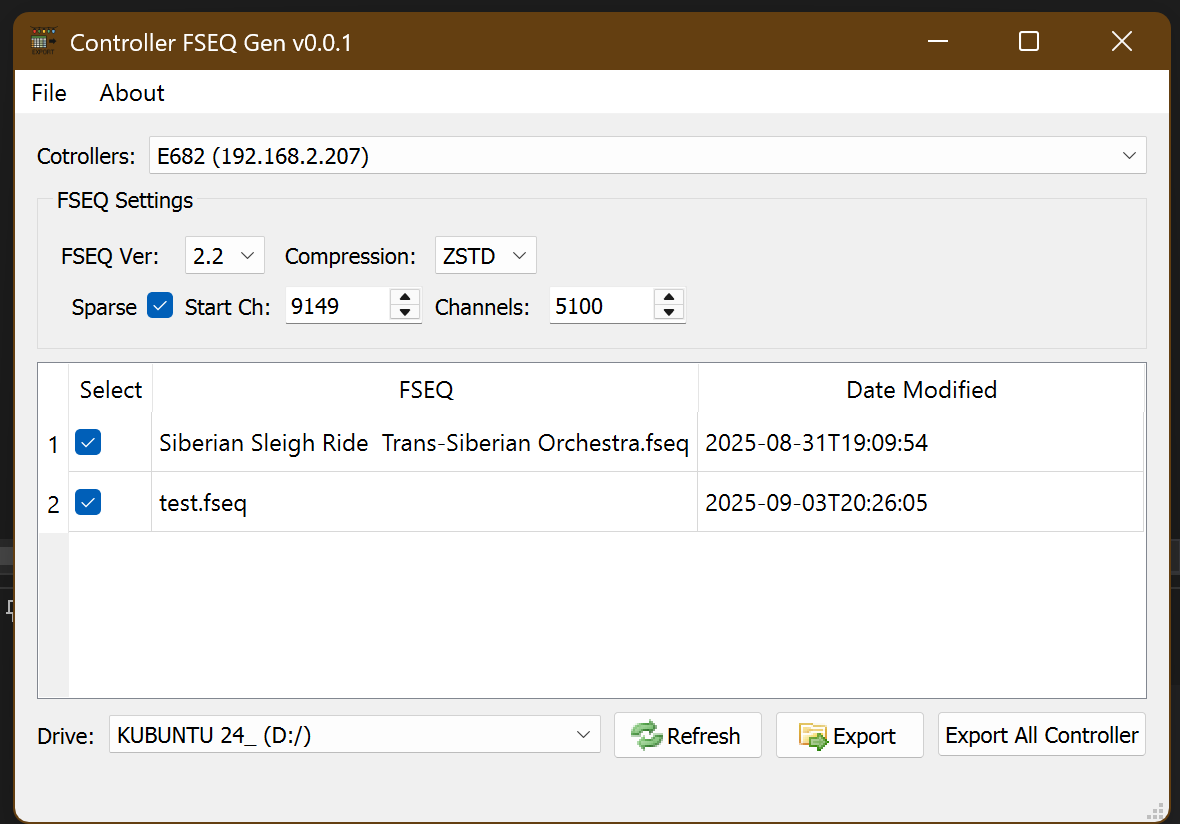 Controller FSEQ Gen v0.0.1
File About
Cotrollers: E682 (192.168.2.207)
FSEQ Settings
FSEQ Ver: 2.2 Compression: ZSTD
Sparse Start Ch: 9149 Channels: 5100
Select FSEQ Date Modified
1 Siberian Sleigh Ride  Trans-Siberian Orchestra.fseq 2025-08-31T19:09:54
2 test.fseq 2025-09-03T20:26:05
Drive: KUBUNTU 24_ (D:/) Refresh Export Export All Controller